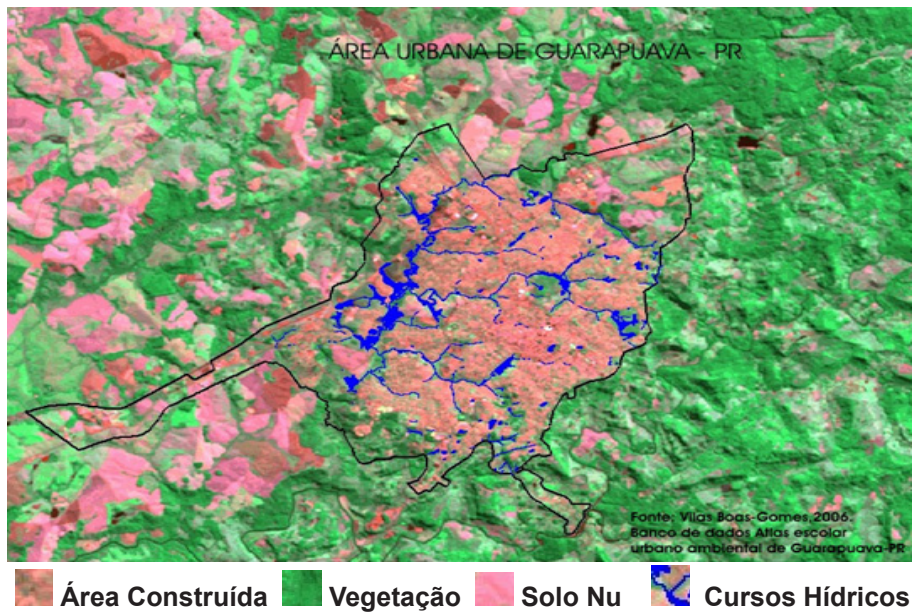 ÁREA URBANA DE GUARAPUAVA - PR
Fonte; Vilas Boas-Gomes,2006.
Banco de dados Atlas escolar
urbano ambiental de Guarapuava-PR
Área Construída Vegetação Solo Nu Cursos Hídricos